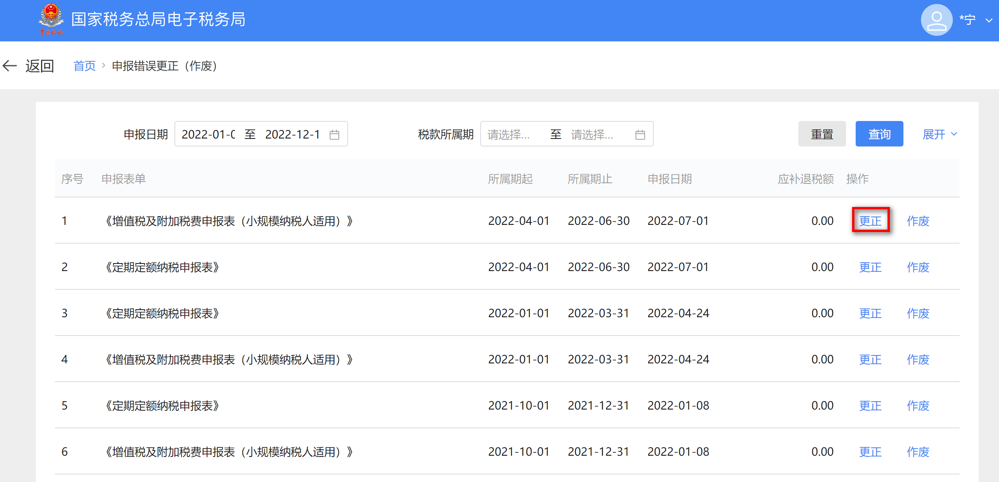 国家税务总局电子税务局
中国税务
*宁
返回 首页 > 申报错误更正（作废）
申报日期 2022-01-0 至 2022-12-1 税款所属期 请选择... 至 请选择... 重置 查询 展开
序号 申报表单 所属期起 所属期止 申报日期 应补退税额 操作
1 《增值税及附加税费申报表（小规模纳税人适用）》 2022-04-01 2022-06-30 2022-07-01 0.00 更正 作废
2 《定期定额纳税申报表》 2022-04-01 2022-06-30 2022-07-01 0.00 更正 作废
3 《定期定额纳税申报表》 2022-01-01 2022-03-31 2022-04-24 0.00 更正 作废
4 《增值税及附加税费申报表（小规模纳税人适用）》 2022-01-01 2022-03-31 2022-04-24 0.00 更正 作废
5 《定期定额纳税申报表》 2021-10-01 2021-12-31 2022-01-08 0.00 更正 作废
6 《增值税及附加税费申报表（小规模纳税人适用）》 2021-10-01 2021-12-31 2022-01-08 0.00 更正 作废